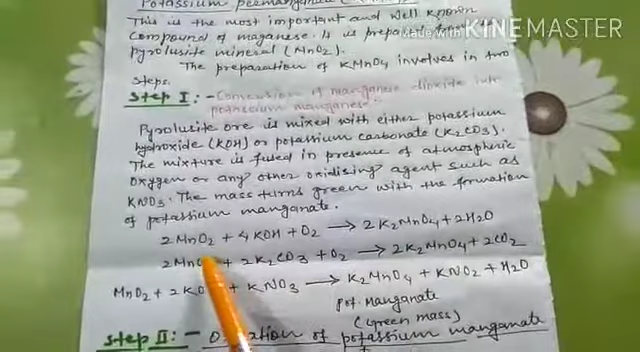 Potassium permanganate
This is the most important and well known
compound of maganese. It is prepared from the
Made with KINEMASTER
pyrolusite mineral (MnO2).
The preparation of KMnO4 involves in two
steps.
Step I :- Conversion of manganese dioxide into
potassium manganese.
Pyrolusite ore is mixed with either potassium
hydroxide (KOH) or potassium carbonate (K2CO3).
The mixture is fused in presence of atmospheric
oxygen or any other oxidising agent such as
KNO3. The mass turns green with the formation
of potassium manganate.
2MnO2 + 4KOH + O2 → 2K2MnO4 + 2H2O
+ 2K2CO3 + O2 → 2K2MnO4 + 2CO2
MnO2 + + KNO3 → K2MnO4 + KNO2 + H2O
Pot. Manganate
(Green mass)
Step II :- of potassium manganate